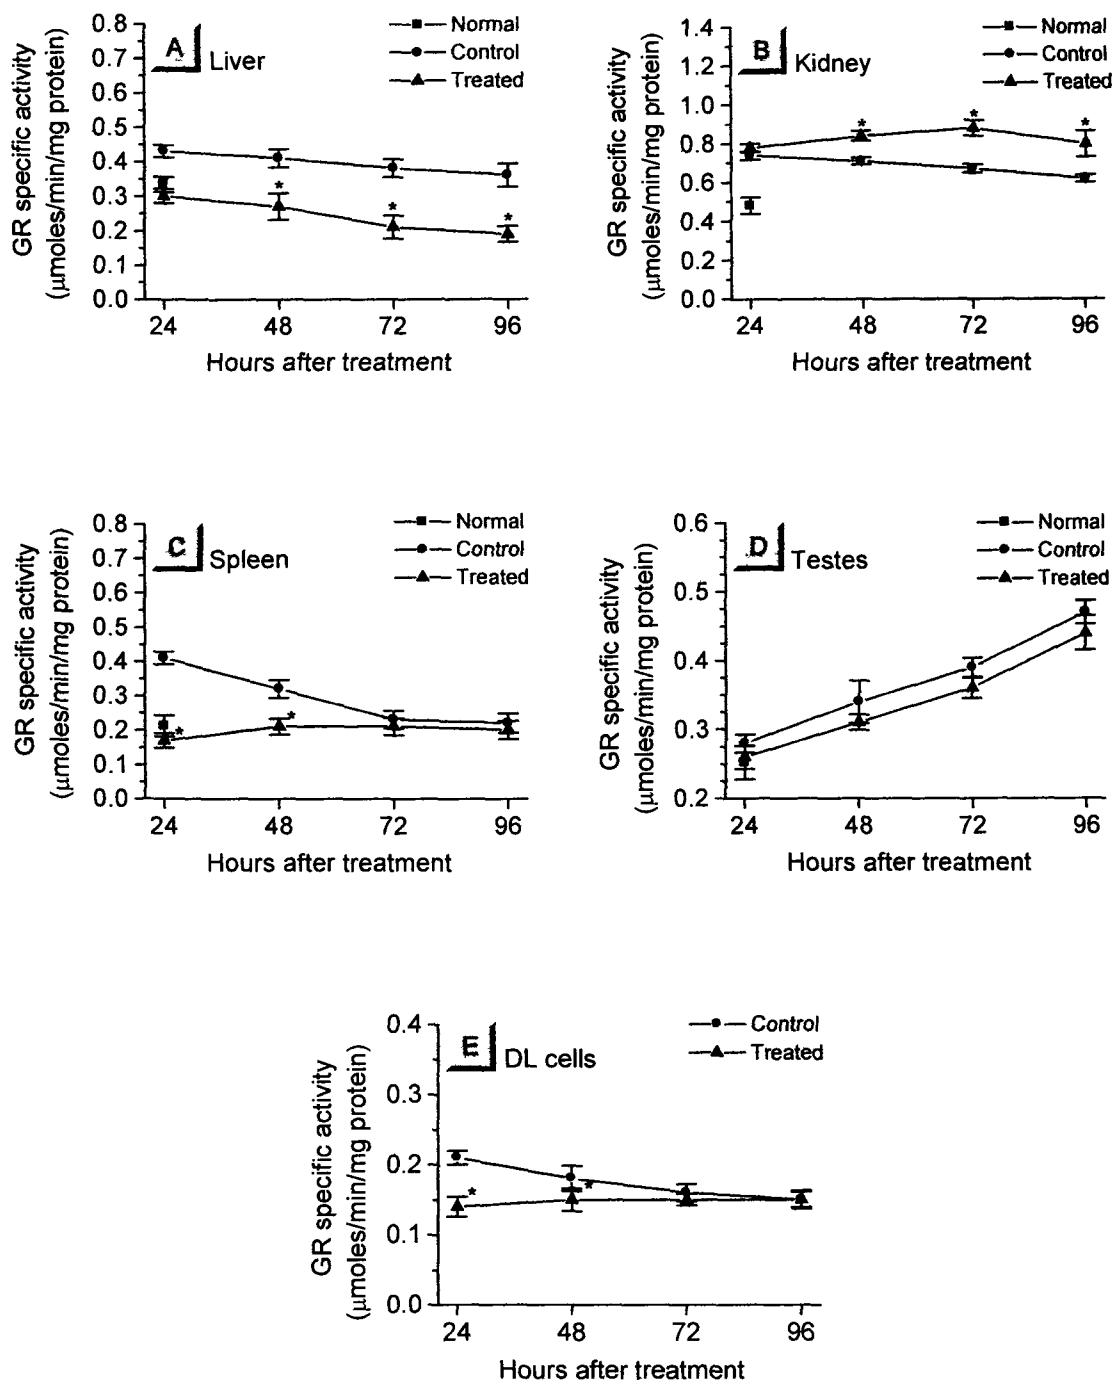 A Liver
Normal
Control
Treated
GR specific activity
(μmoles/min/mg protein)
0.8
0.7
0.6
0.5
0.4
0.3
0.2
0.1
0.0
*
*
*
24 48 72 96
Hours after treatment
B Kidney
Normal
Control
Treated
GR specific activity
(μmoles/min/mg protein)
1.4
1.2
1.0
0.8
0.6
0.4
0.2
0.0
*
*
*
24 48 72 96
Hours after treatment
C Spleen
Normal
Control
Treated
GR specific activity
(μmoles/min/mg protein)
0.8
0.7
0.6
0.5
0.4
0.3
0.2
0.1
0.0
*
*
24 48 72 96
Hours after treatment
D Testes
Normal
Control
Treated
GR specific activity
(μmoles/min/mg protein)
0.6
0.5
0.4
0.3
0.2
24 48 72 96
Hours after treatment
E DL cells
Control
Treated
GR specific activity
(μmoles/min/mg protein)
0.4
0.3
0.2
0.1
0.0
*
*
24 48 72 96
Hours after treatment